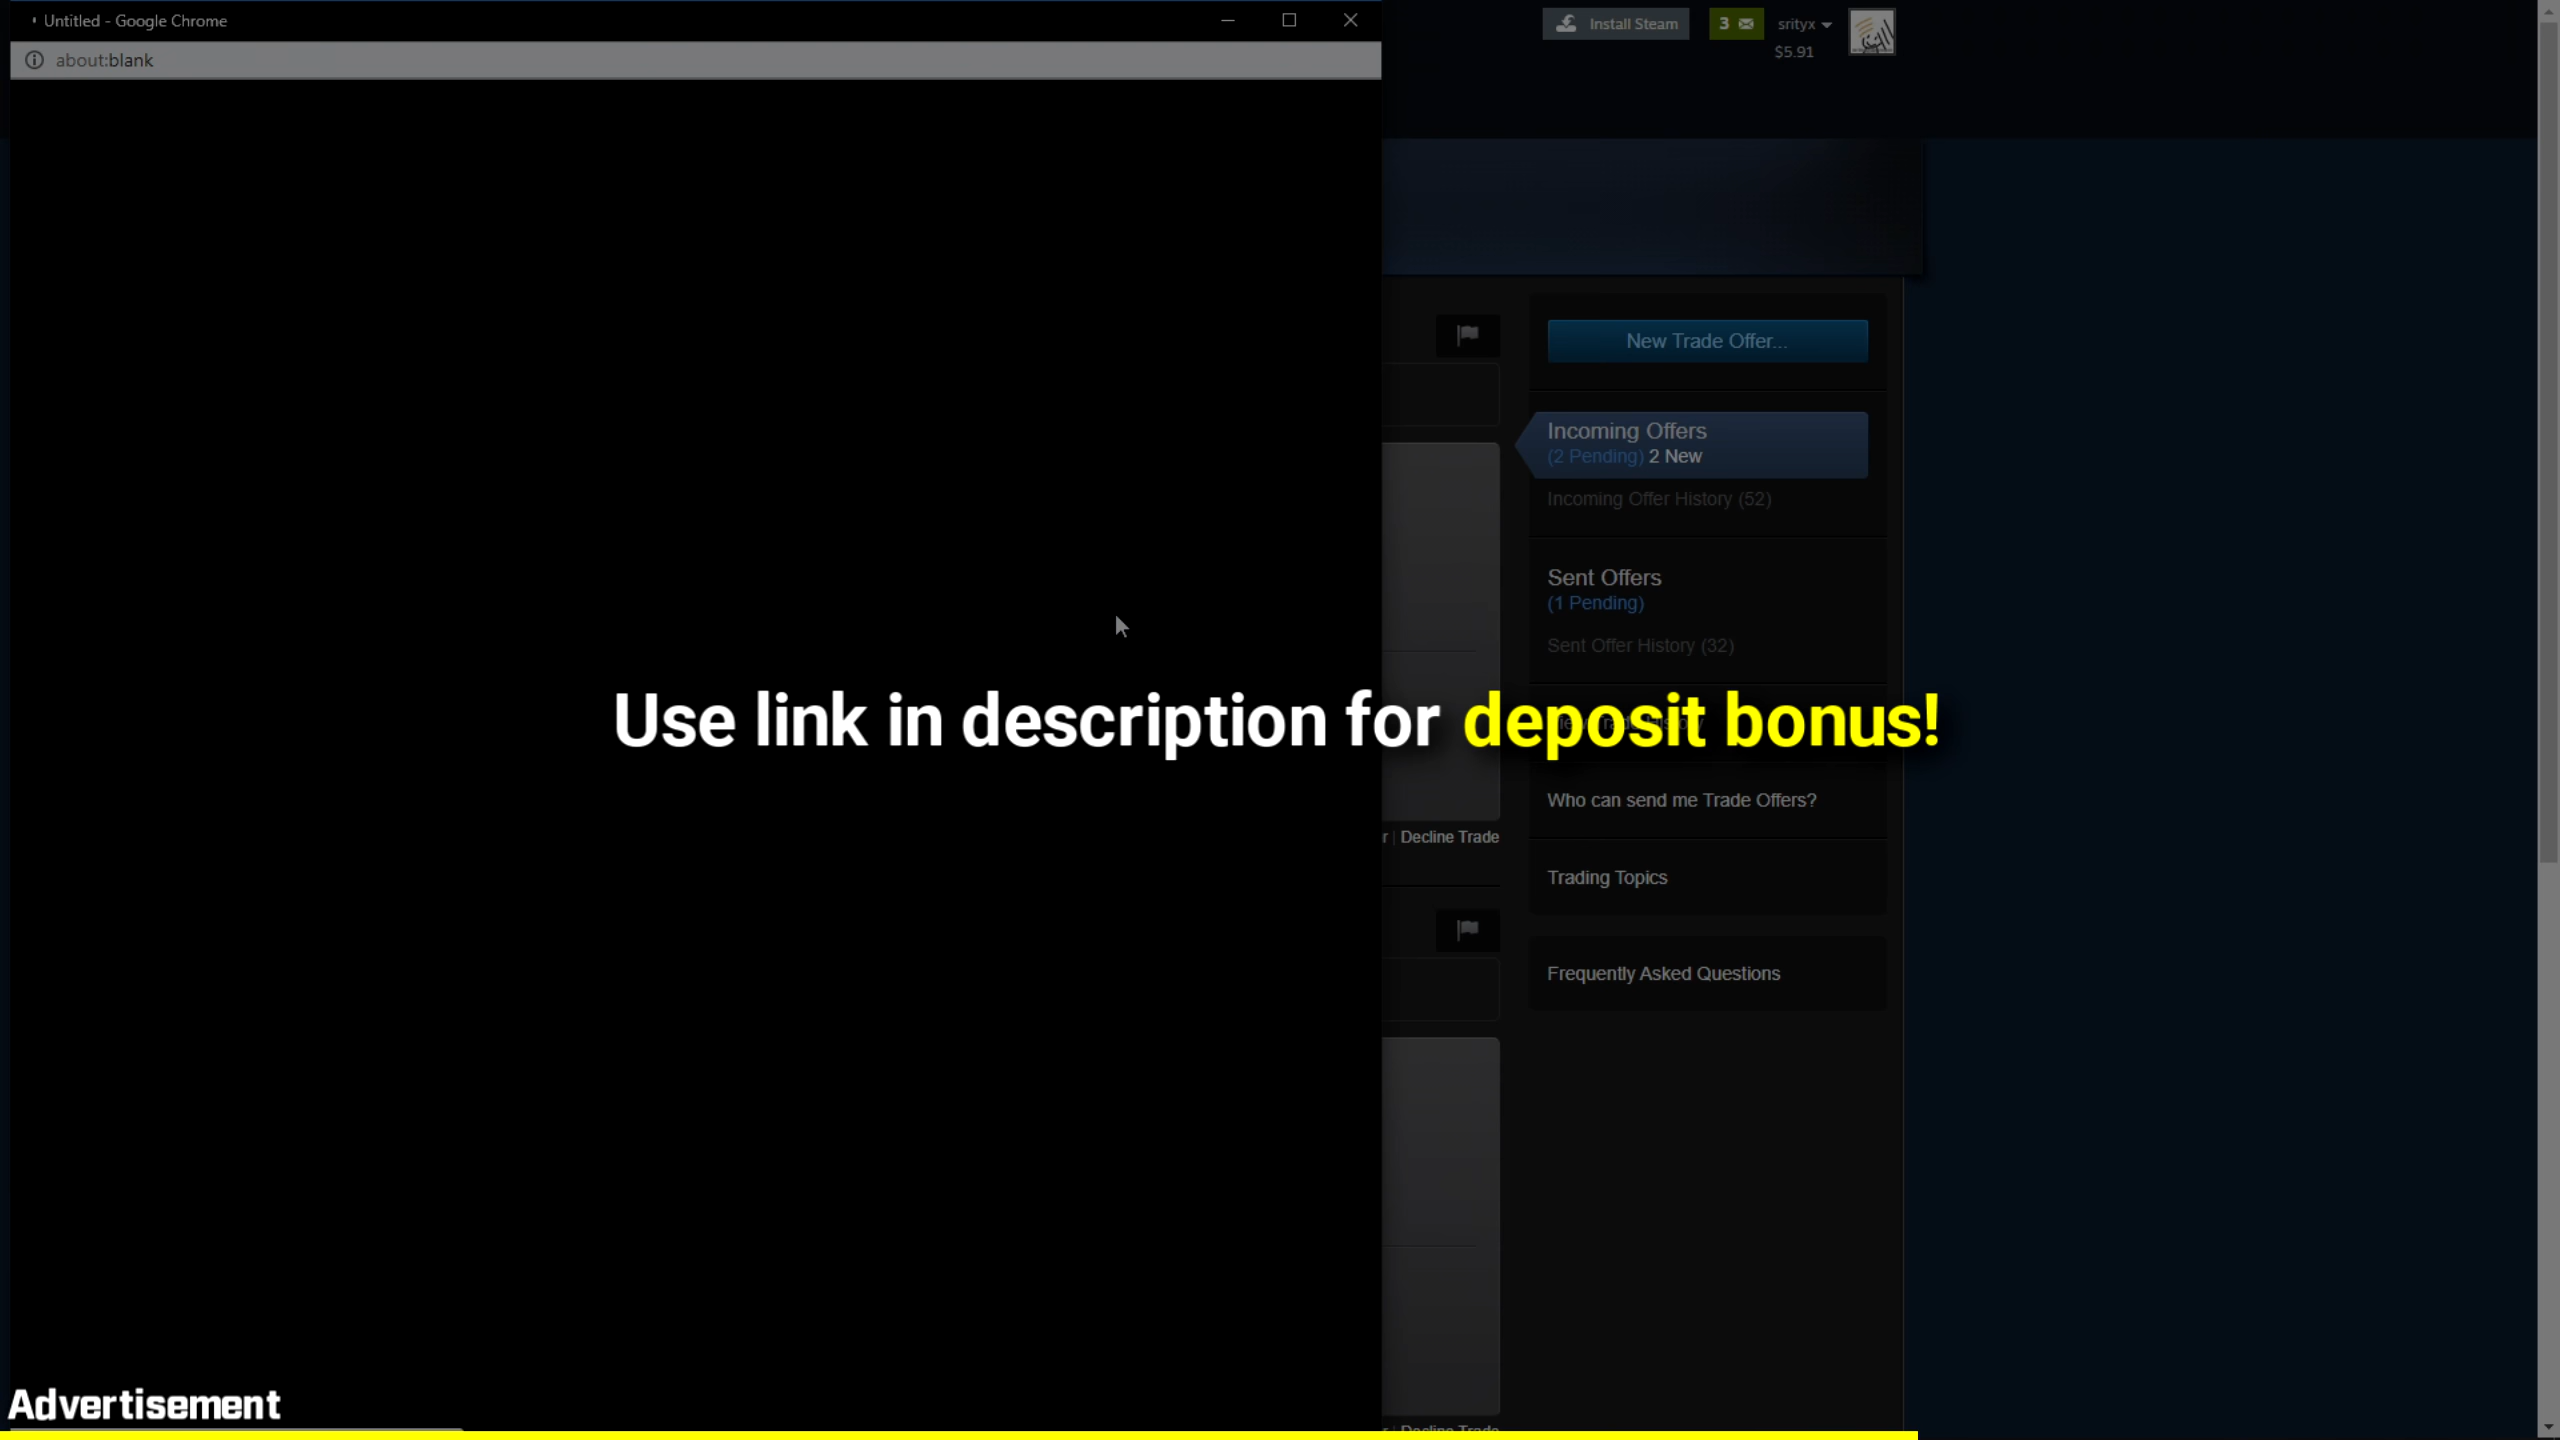 Untitled - Google Chrome
about:blank
Install Steam
3
srityx
$5.91
New Trade Offer...
Incoming Offers
(2 Pending) 2 New
Incoming Offer History (52)
Sent Offers
(1 Pending)
Sent Offer History (32)
Use link in description for deposit bonus!
Who can send me Trade Offers?
r | Decline Trade
Trading Topics
Frequently Asked Questions
Advertisement
Decline Trade